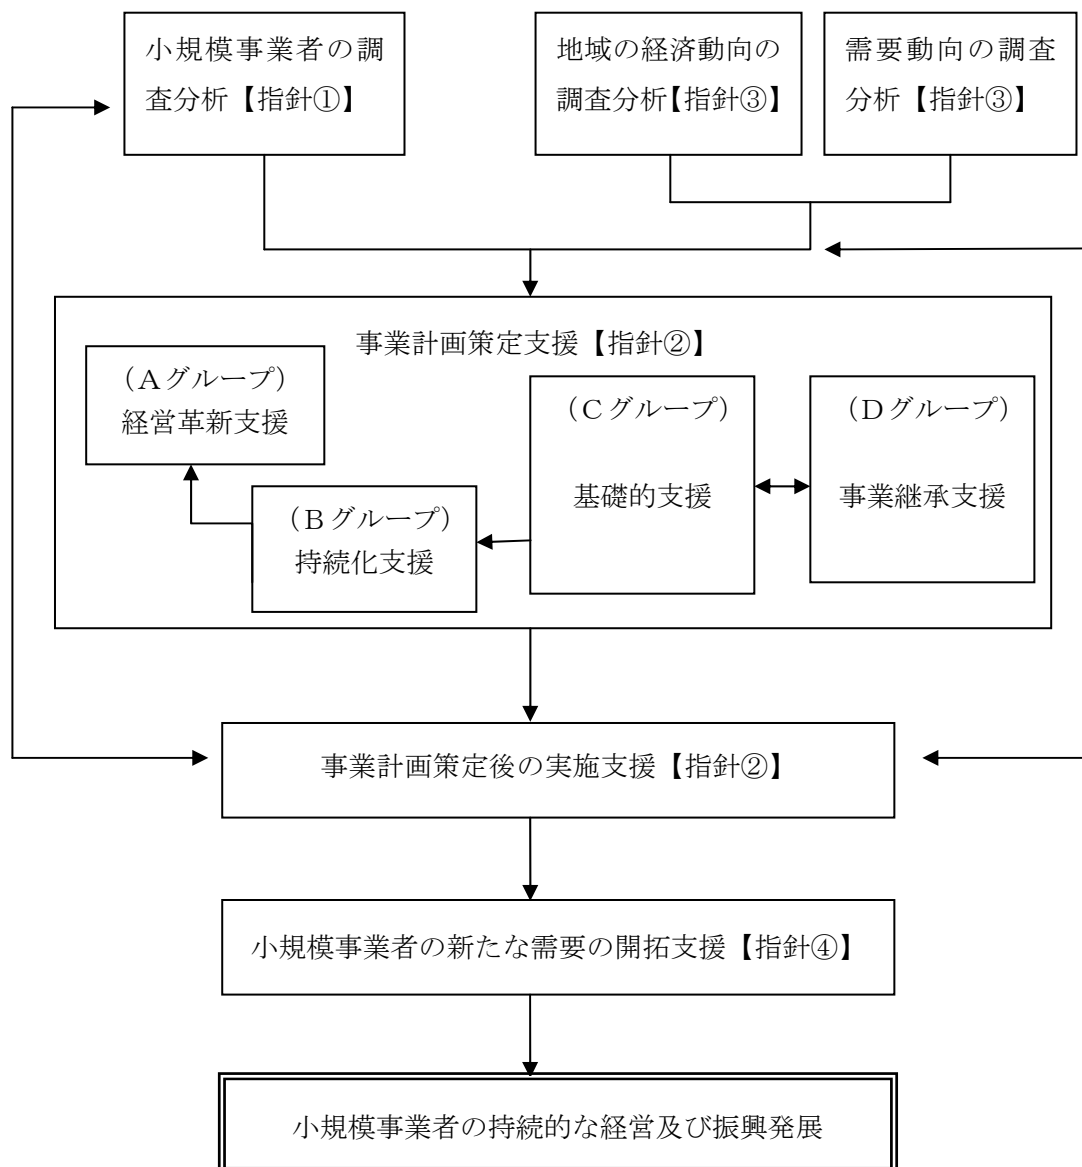 小規模事業者の調
査分析【指針①】
地域の経済動向の
調査分析【指針③】
需要動向の調査
分析【指針③】
事業計画策定支援【指針②】
（Ａグループ）
経営革新支援
（Ｂグループ）
持続化支援
（Ｃグループ）
基礎的支援
（Ｄグループ）
事業継承支援
事業計画策定後の実施支援【指針②】
小規模事業者の新たな需要の開拓支援【指針④】
小規模事業者の持続的な経営及び振興発展